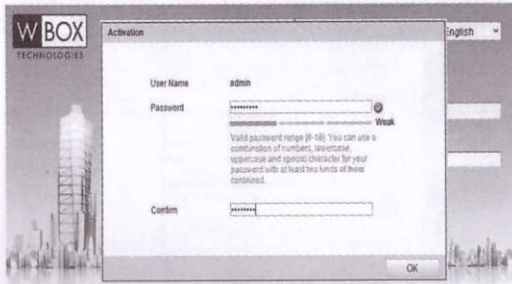 W BOX
TECHNOLOGIES
English
Activation
User Name admin
Password •••••••••
Weak
Valid password range [8-16]. You can use a
combination of numbers, lowercase,
uppercase and special character for your
password with at least two kinds of them
contained.
Confirm ••••••••
OK